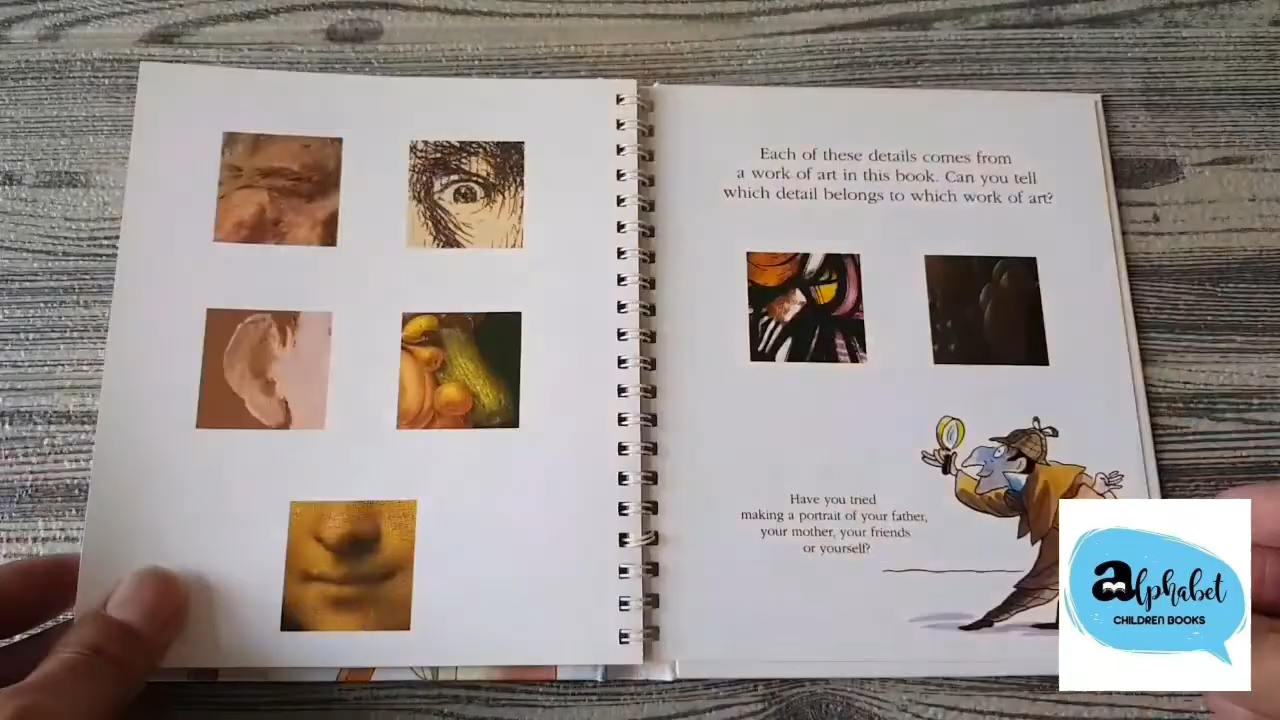 Each of these details comes from
a work of art in this book. Can you tell
which detail belongs to which work of art?
Have you tried
making a portrait of your father,
your mother, your friends
or yourself?
alphabet
CHILDREN BOOKS